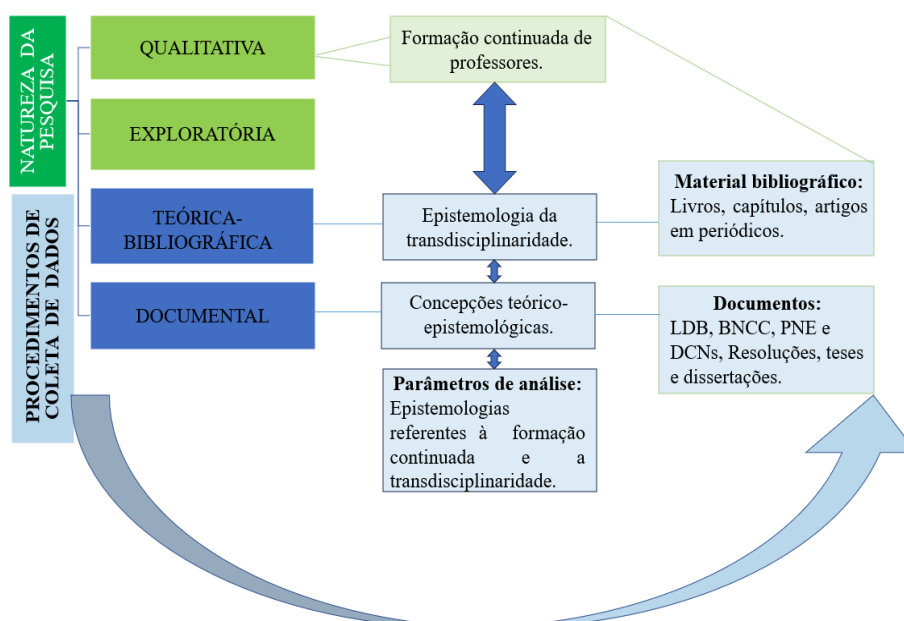 NATUREZA DA
PESQUISA
PROCEDIMENTOS DE
COLETA DE DADOS
QUALITATIVA
EXPLORATÓRIA
TEÓRICA-
BIBLIOGRÁFICA
DOCUMENTAL
Formação continuada de
professores.
Epistemologia da
transdisciplinaridade.
Concepções teórico-
epistemológicas.
Parâmetros de análise:
Epistemologias
referentes à formação
continuada e a
transdisciplinaridade.
Material bibliográfico:
Livros, capítulos, artigos
em periódicos.
Documentos:
LDB, BNCC, PNE e
DCNs, Resoluções, teses
e dissertações.